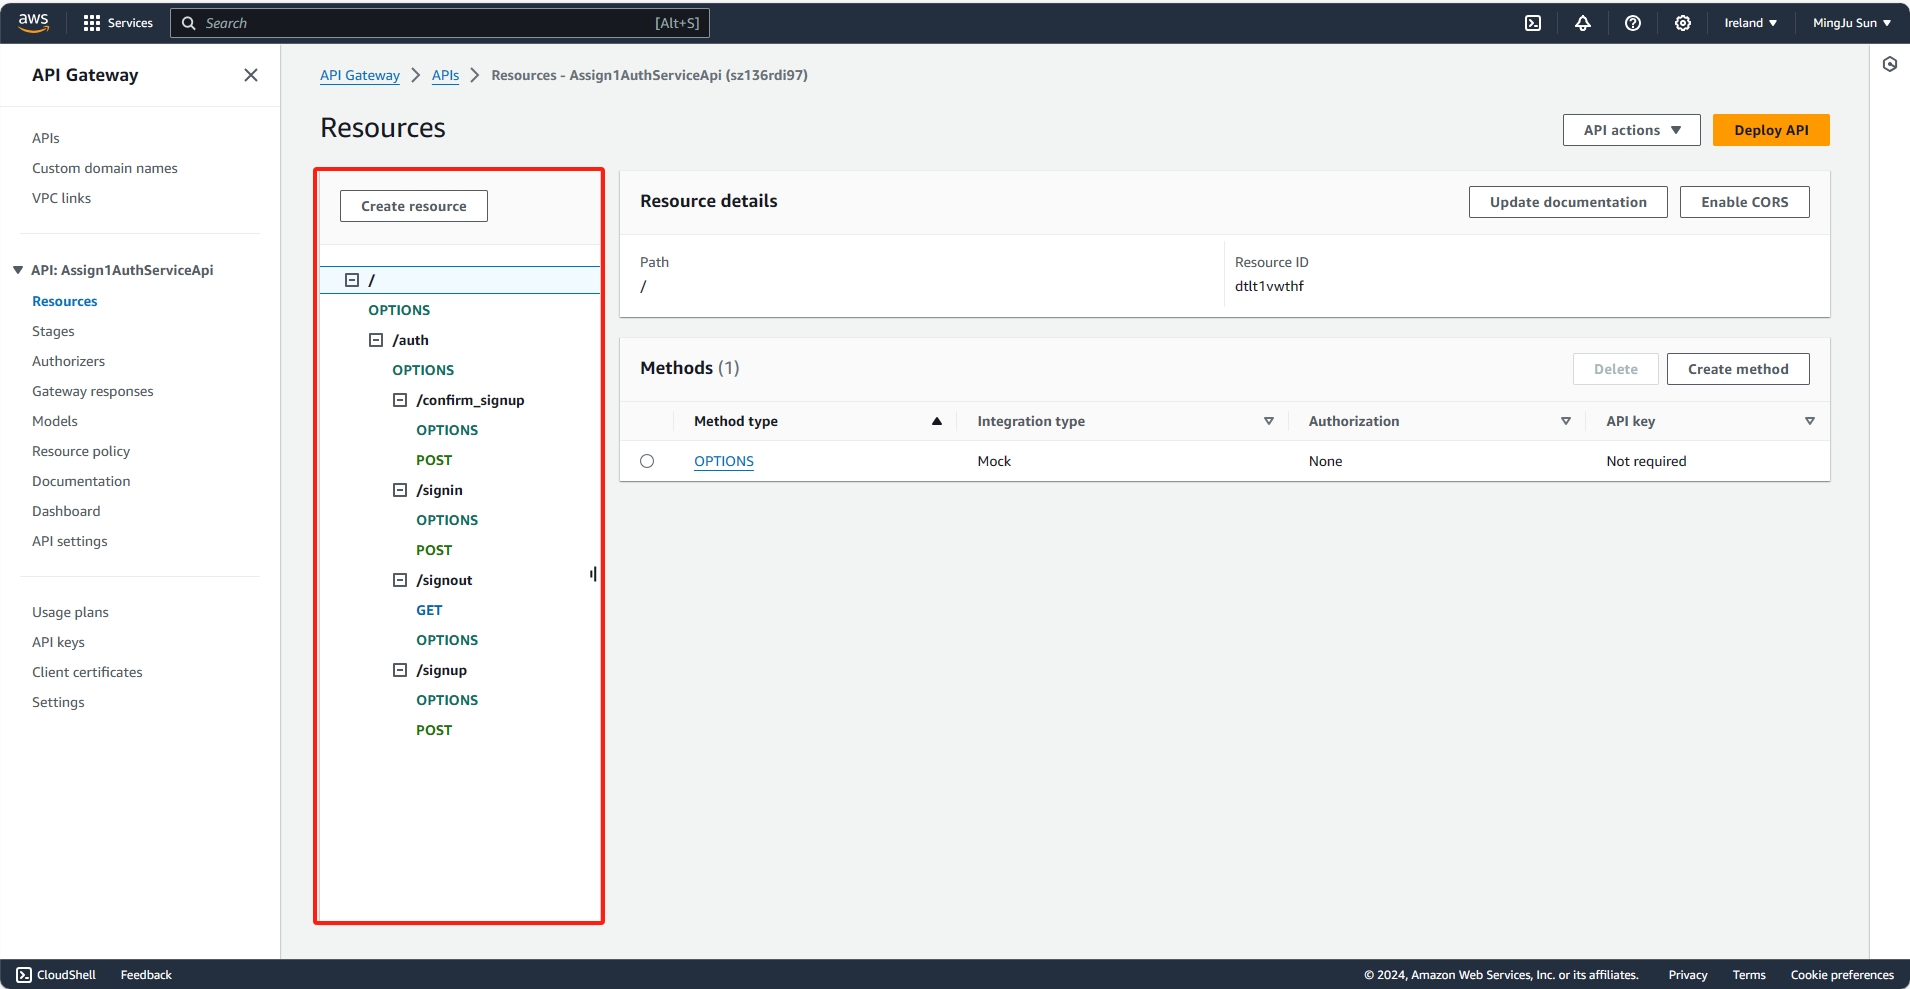 aws Services Search [Alt+S] Ireland MingJu Sun
API Gateway
APIs
Custom domain names
VPC links
API: Assign1AuthServiceApi
Resources
Stages
Authorizers
Gateway responses
Models
Resource policy
Documentation
Dashboard
API settings
Usage plans
API keys
Client certificates
Settings
API Gateway > APIs > Resources - Assign1AuthServiceApi (sz136rdi97)
Resources
API actions Deploy API
Create resource
/
OPTIONS
/auth
OPTIONS
/confirm_signup
OPTIONS
POST
/signin
OPTIONS
POST
/signout
GET
OPTIONS
/signup
OPTIONS
POST
Resource details Update documentation Enable CORS
Path Resource ID
/ dtlt1vwthf
Methods (1) Delete Create method
Method type Integration type Authorization API key
OPTIONS Mock None Not required
CloudShell Feedback © 2024, Amazon Web Services, Inc. or its affiliates. Privacy Terms Cookie preferences